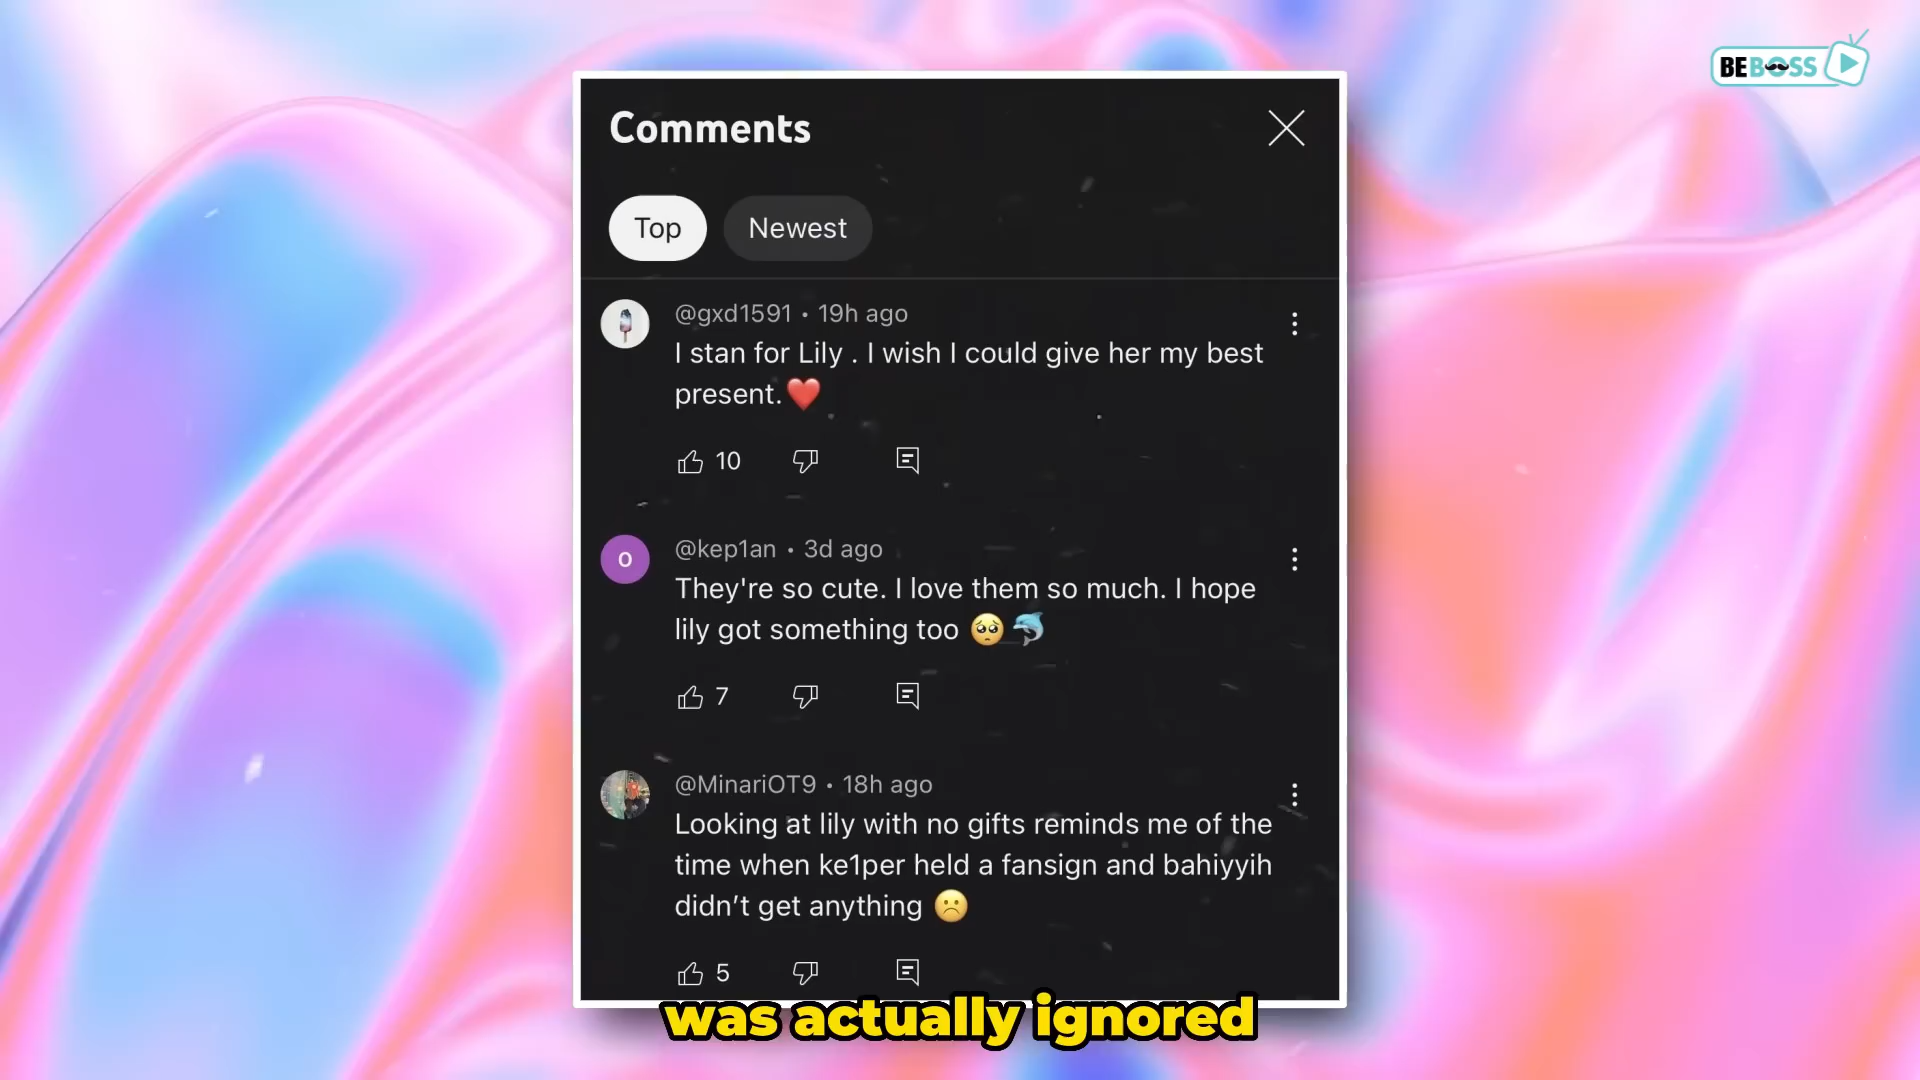 BEBOSS
Comments
Top Newest
@gxd1591 • 19h ago
I stan for Lily . I wish I could give her my best
present.❤️
10
O
@kep1an • 3d ago
They're so cute. I love them so much. I hope
lily got something too 🥺🐬
7
@MinariOT9 • 18h ago
Looking at lily with no gifts reminds me of the
time when ke1per held a fansign and bahiyyih
didn’t get anything ☹️
5
was actually ignored